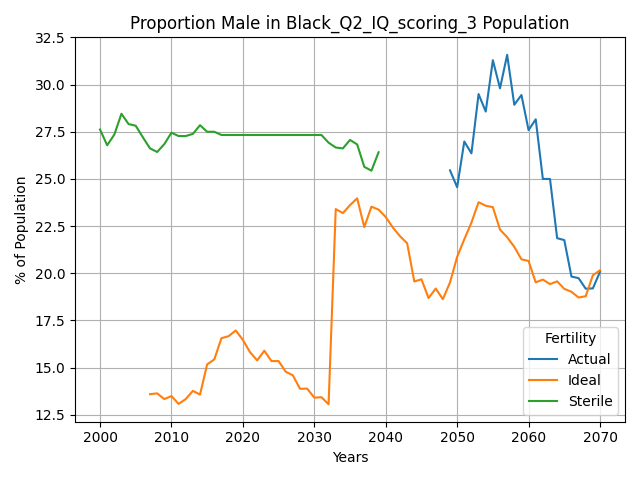 Proportion Male in Black_Q2_IQ_scoring_3 Population
% of Population
32.5
30.0
27.5
25.0
22.5
20.0
17.5
15.0
12.5
2000
2010
2020
2030
2040
2050
2060
2070
Years
Fertility
Actual
Ideal
Sterile